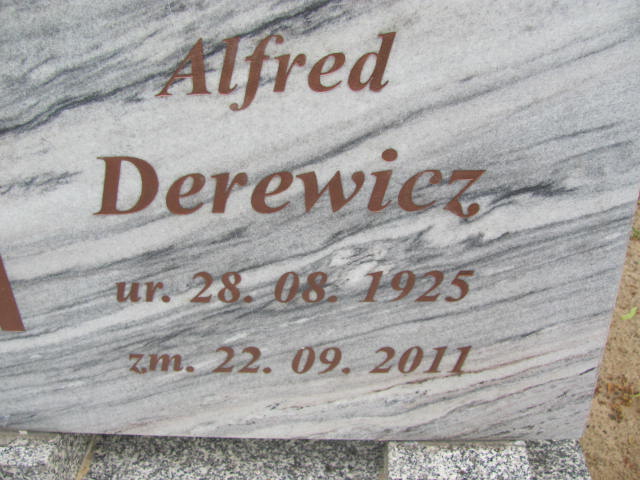 Alfred
Derewicz
ur. 28. 08. 1925
zm. 22. 09. 2011